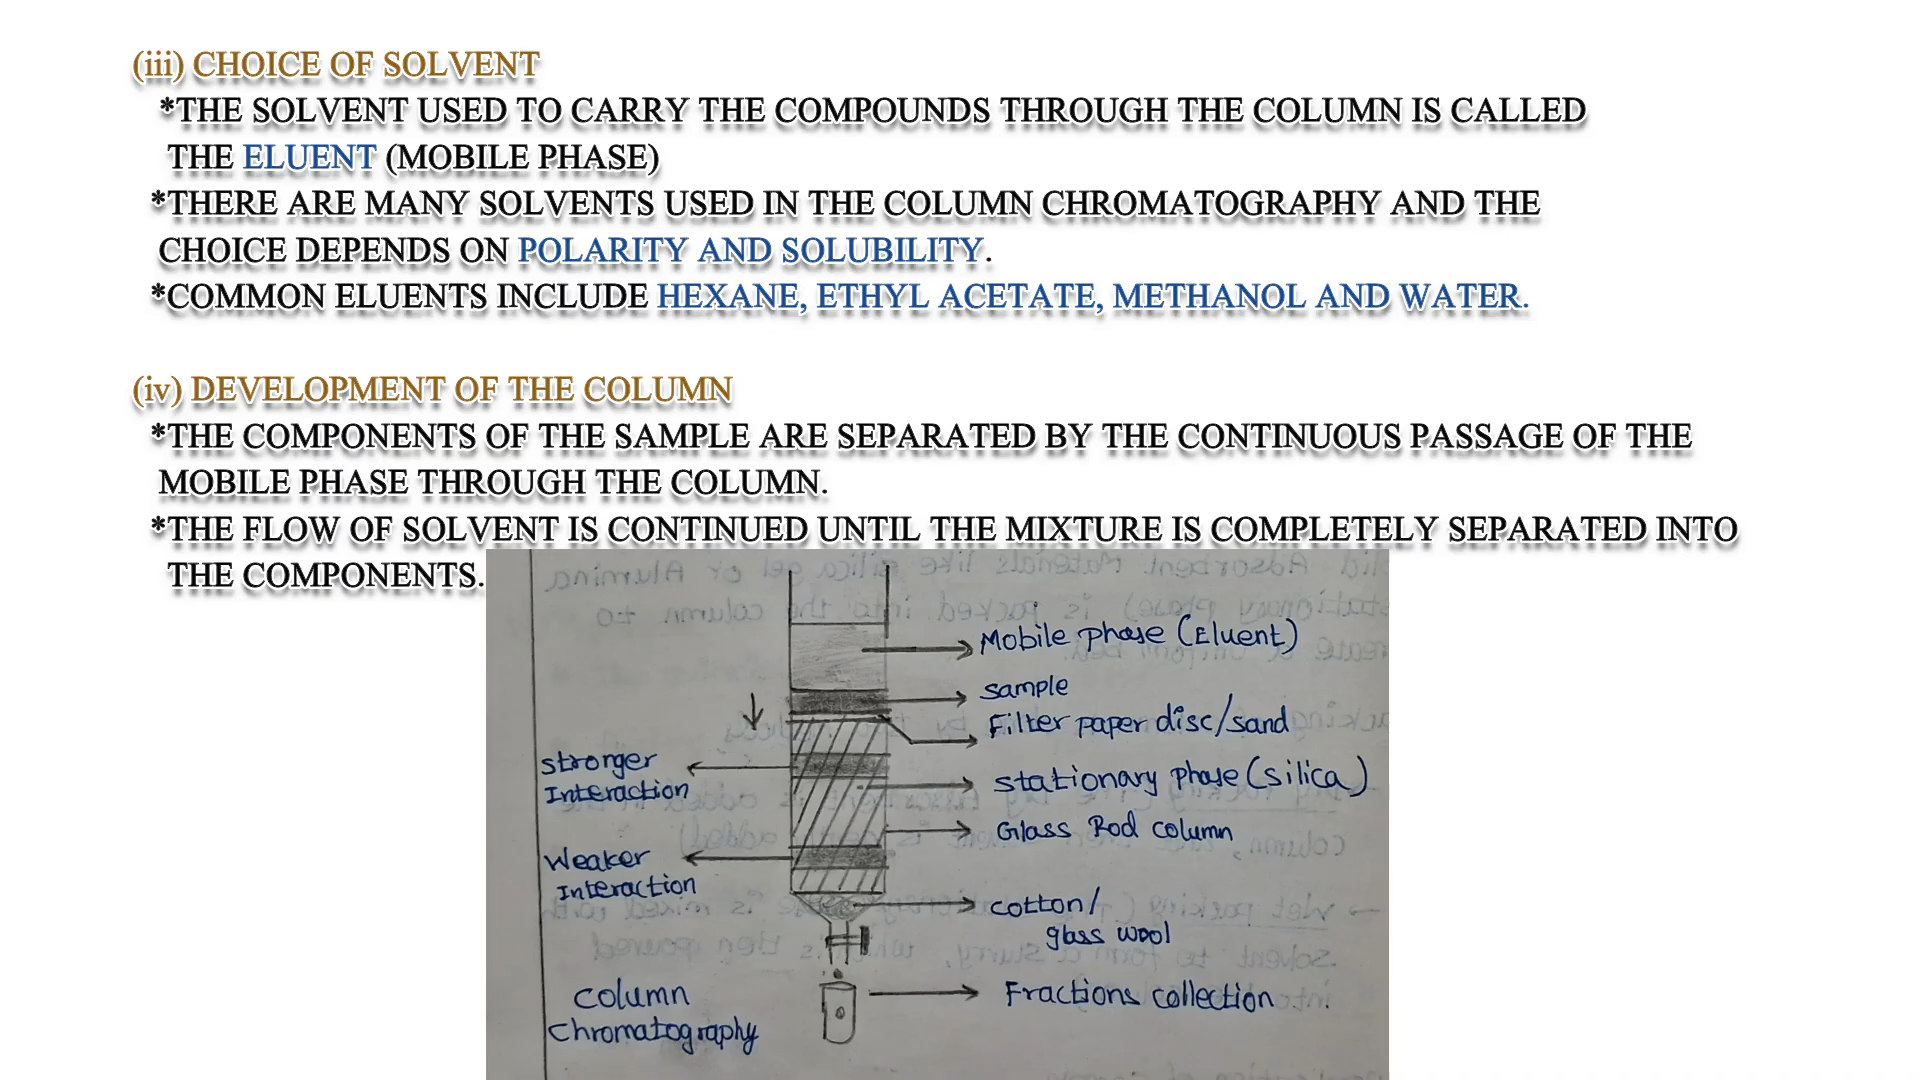 (iii) CHOICE OF SOLVENT
*THE SOLVENT USED TO CARRY THE COMPOUNDS THROUGH THE COLUMN IS CALLED
THE ELUENT (MOBILE PHASE)
*THERE ARE MANY SOLVENTS USED IN THE COLUMN CHROMATOGRAPHY AND THE
CHOICE DEPENDS ON POLARITY AND SOLUBILITY.
*COMMON ELUENTS INCLUDE HEXANE, ETHYL ACETATE, METHANOL AND WATER.
(iv) DEVELOPMENT OF THE COLUMN
*THE COMPONENTS OF THE SAMPLE ARE SEPARATED BY THE CONTINUOUS PASSAGE OF THE
MOBILE PHASE THROUGH THE COLUMN.
*THE FLOW OF SOLVENT IS CONTINUED UNTIL THE MIXTURE IS COMPLETELY SEPARATED INTO
THE COMPONENTS.
Mobile phase (Eluent)
sample
Filter paper disc/sand
stronger
Interaction
stationary phase (silica)
Glass Rod column
Weaker
Interaction
cotton/
glass wool
Fractions collection
column
chromatography